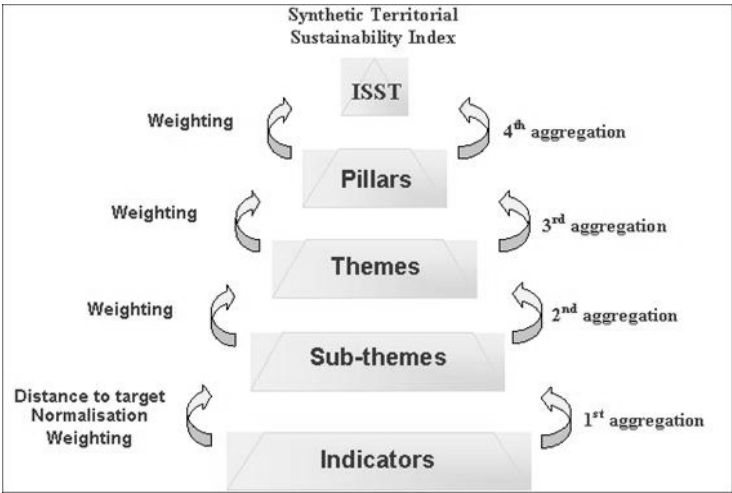 Synthetic Territorial
Sustainability Index
ISST
Weighting
4th aggregation
Pillars
Weighting
3rd aggregation
Themes
Weighting
2nd aggregation
Sub-themes
Distance to target
Normalisation
Weighting
1st aggregation
Indicators